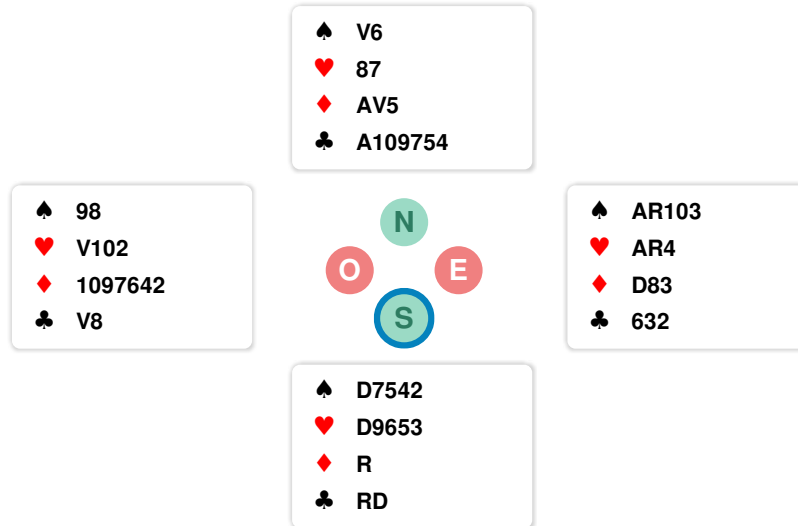 ♠ V6
♥ 87
♦ AV5
♣ A109754
♠ 98
♥ V102
♦ 1097642
♣ V8
N
O E
S
♠ AR103
♥ AR4
♦ D83
♣ 632
♠ D7542
♥ D9653
♦ R
♣ RD